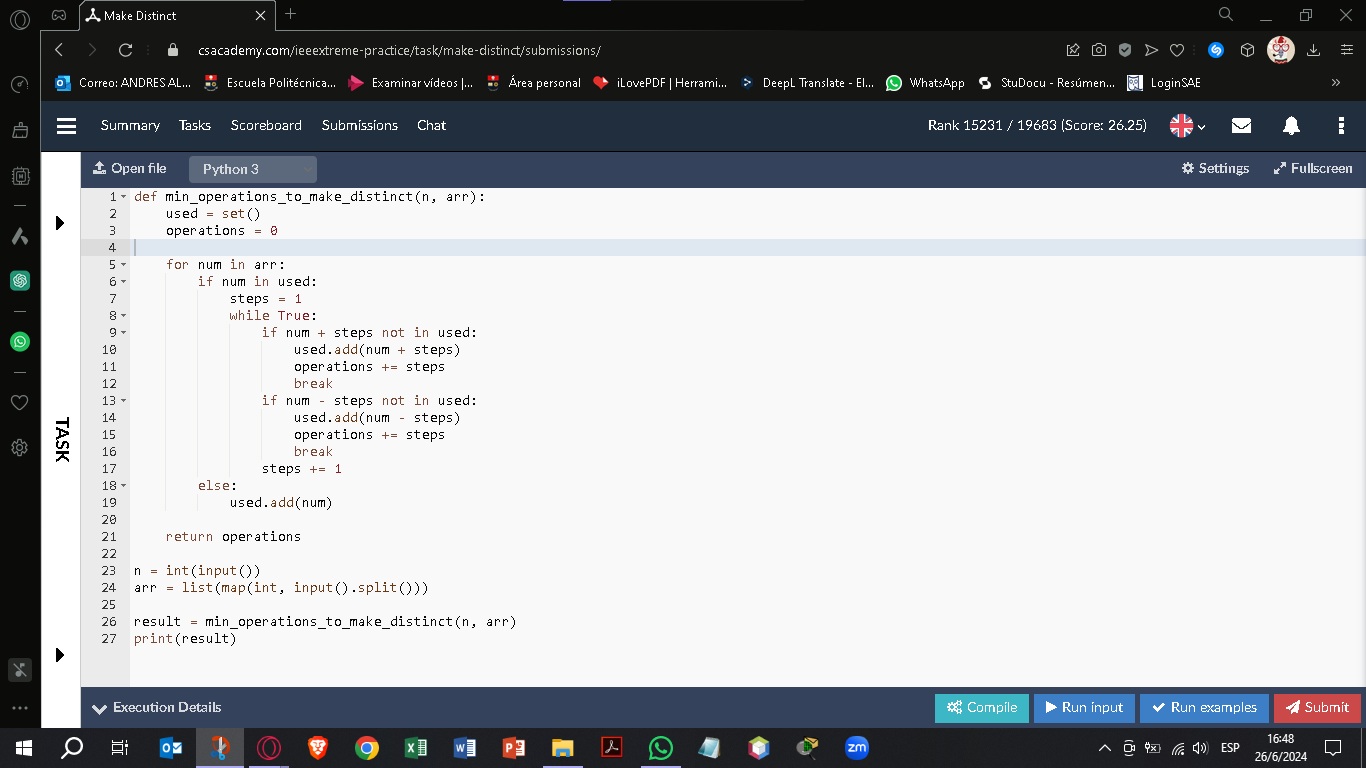 Make Distinct
csacademy.com/ieeextreme-practice/task/make-distinct/submissions/
Correo: ANDRES AL... Escuela Politécnica... Examinar vídeos |... Área personal iLovePDF | Herrami... DeepL Translate - El... WhatsApp StuDocu - Resúmen... LoginSAE »
Summary Tasks Scoreboard Submissions Chat Rank 15231 / 19683 (Score: 26.25)
Open file Python 3 Settings Fullscreen
TASK
1 def min_operations_to_make_distinct(n, arr):
2     used = set()
3     operations = 0
4
5     for num in arr:
6         if num in used:
7             steps = 1
8             while True:
9                 if num + steps not in used:
10                     used.add(num + steps)
11                     operations += steps
12                     break
13                 if num - steps not in used:
14                     used.add(num - steps)
15                     operations += steps
16                     break
17                 steps += 1
18         else:
19             used.add(num)
20
21     return operations
22
23 n = int(input())
24 arr = list(map(int, input().split()))
25
26 result = min_operations_to_make_distinct(n, arr)
27 print(result)
Execution Details Compile Run input Run examples Submit
zm ESP 16:48
26/6/2024